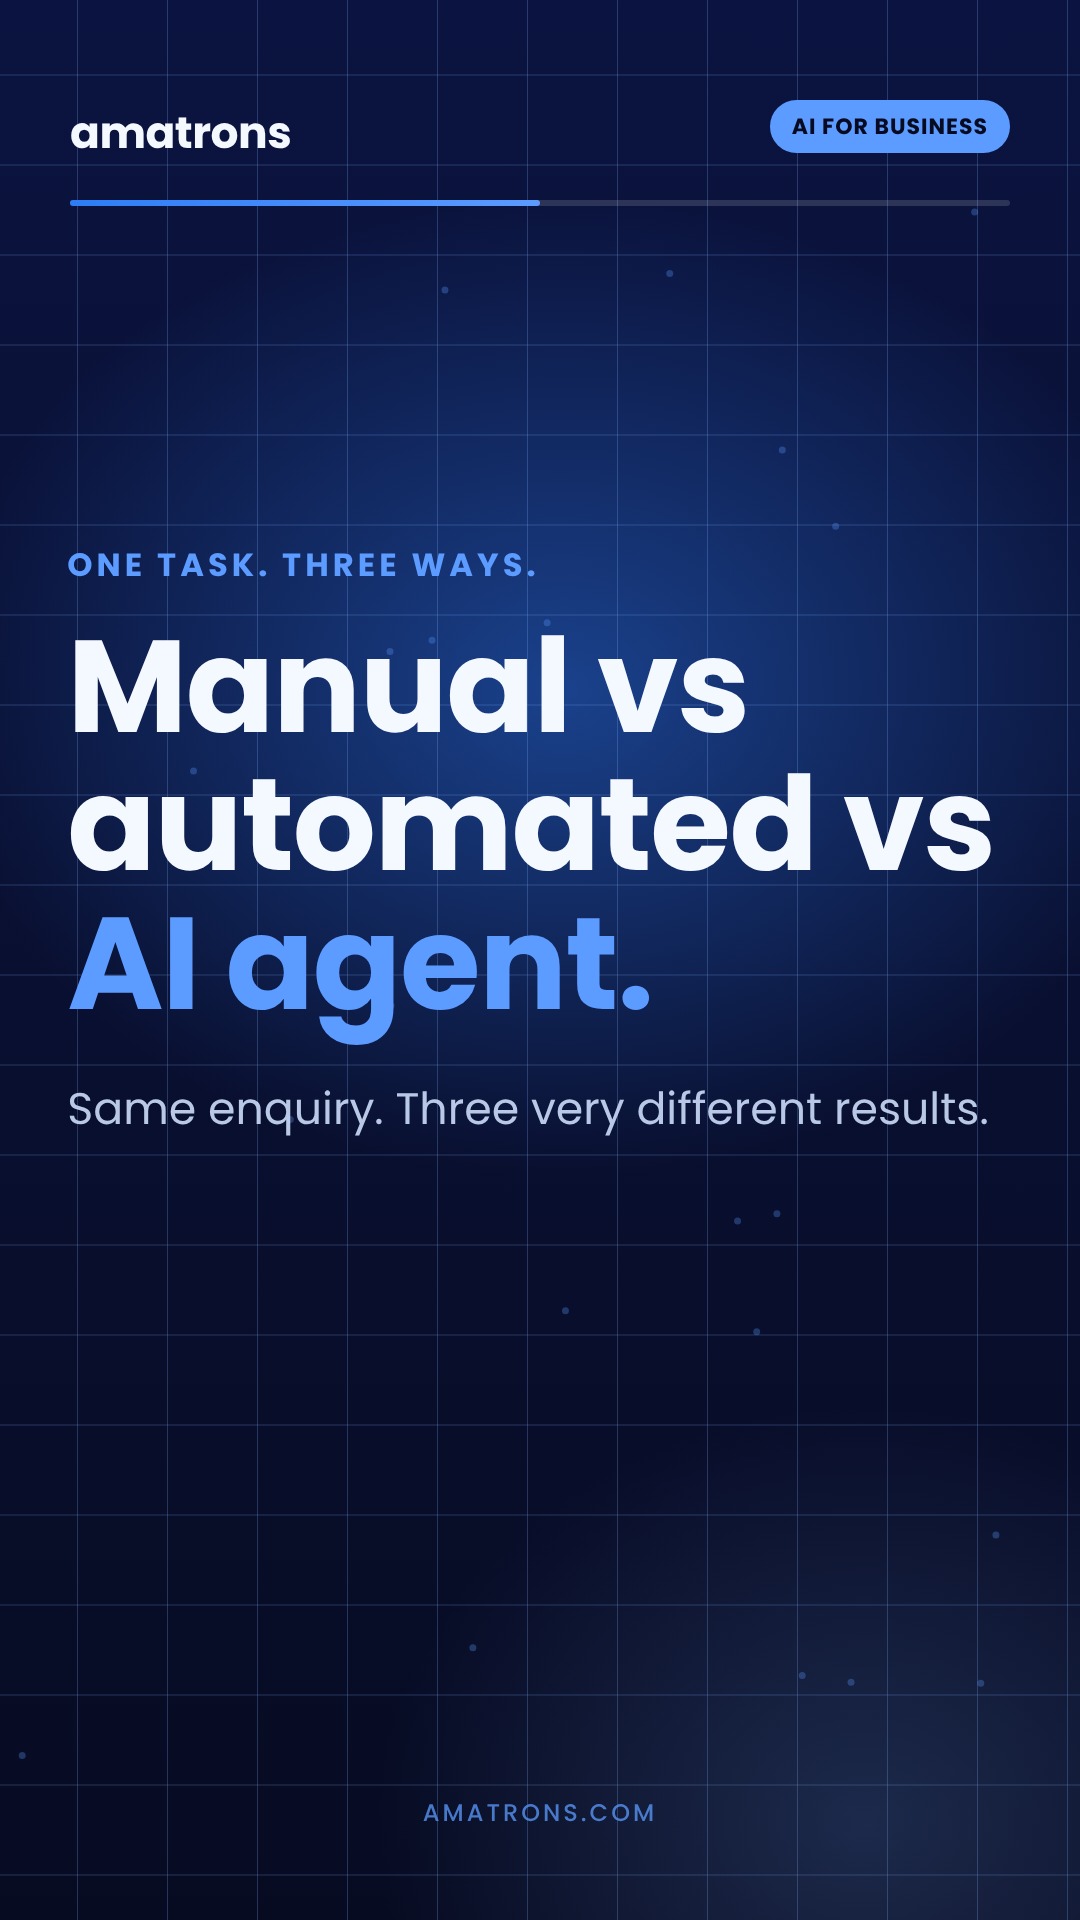 amatrons
AI FOR BUSINESS
ONE TASK. THREE WAYS.
Manual vs
automated vs
AI agent.
Same enquiry. Three very different results.
AMATRONS.COM